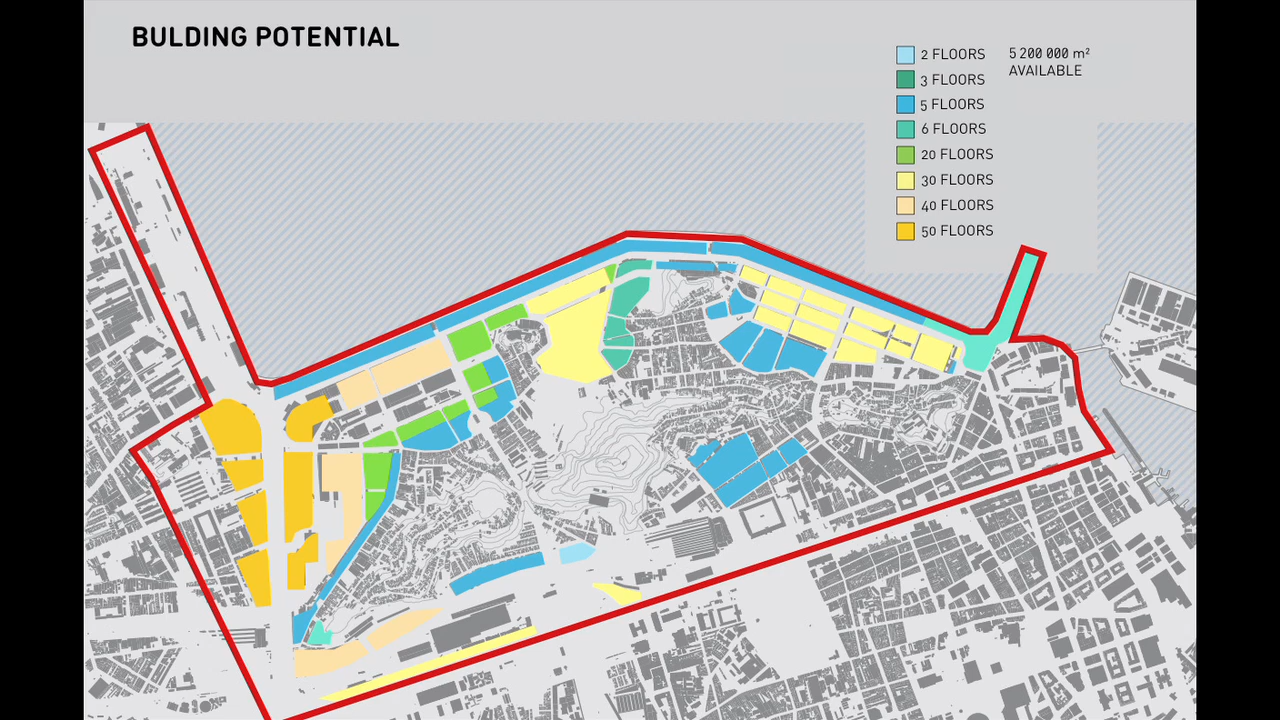 BULDING POTENTIAL
2 FLOORS
3 FLOORS
5 FLOORS
6 FLOORS
20 FLOORS
30 FLOORS
40 FLOORS
50 FLOORS
5 200 000 m²
AVAILABLE